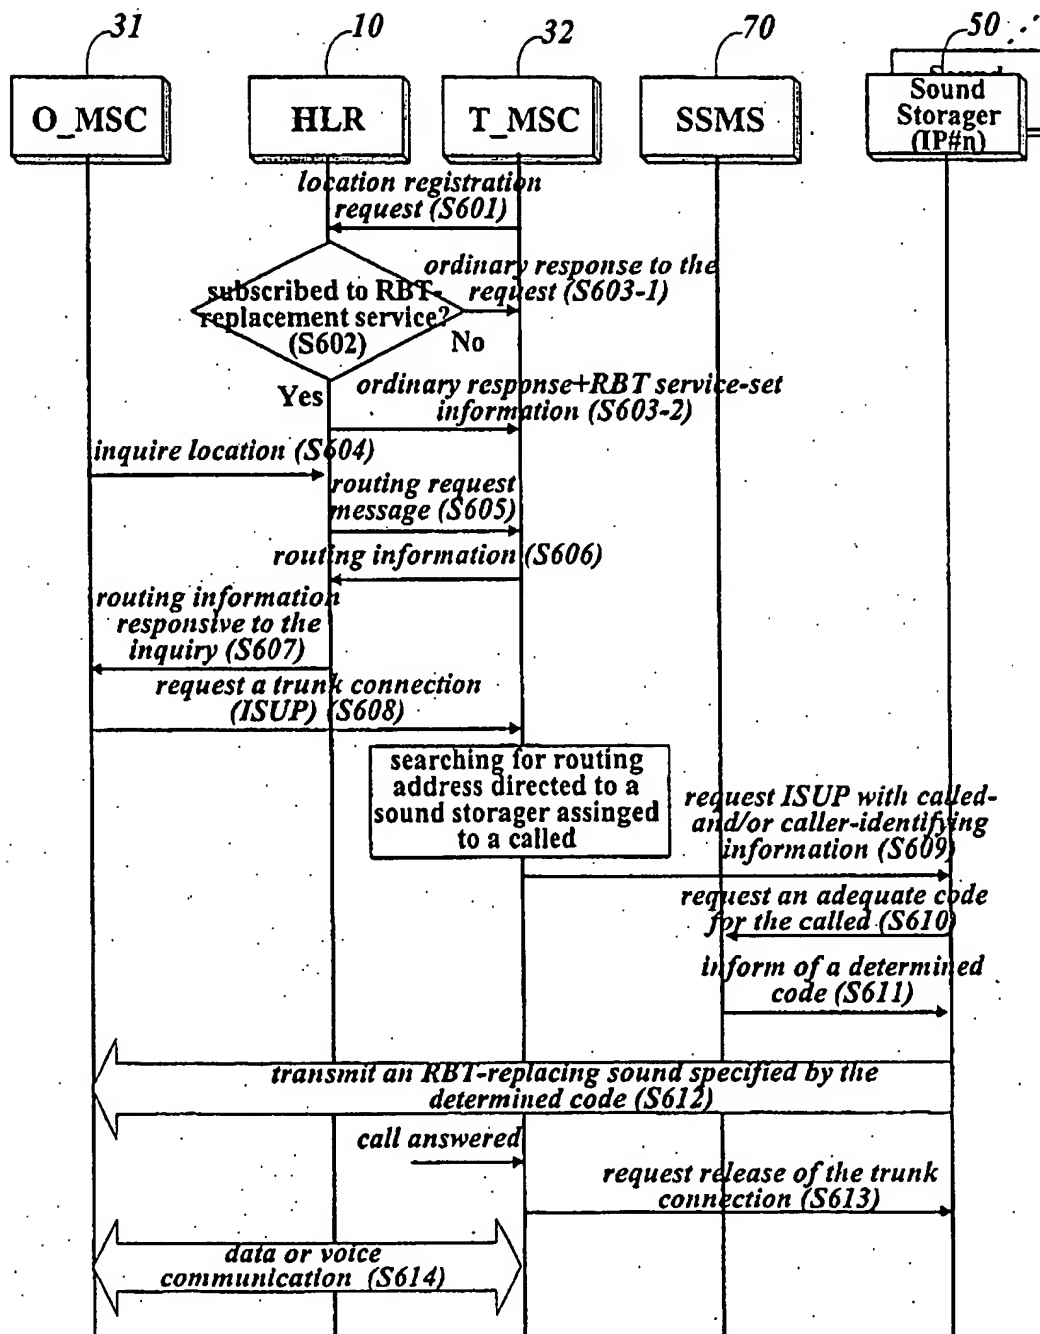 31
10
32
70
50
O_MSC
HLR
T_MSC
SSMS
Sound
Sound
Storager
(IP#n)
location registration
request (S601)
subscribed to RBT-
replacement service?
(S602)
ordinary response to the
request (S603-1)
No
Yes
ordinary response+RBT service-set
information (S603-2)
inquire location (S604)
routing request
message (S605)
routing information (S606)
routing information
responsive to the
inquiry (S607)
request a trunk connection
(ISUP) (S608)
searching for routing
address directed to a
sound storager assinged
to a called
request ISUP with called-
and/or caller-identifying
information (S609)
request an adequate code
for the called (S610)
inform of a determined
code (S611)
transmit an RBT-replacing sound specified by the
determined code (S612)
call answered
request release of the trunk
connection (S613)
data or voice
communication (S614)